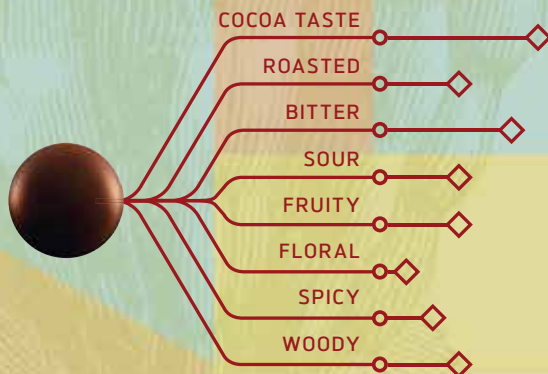 COCOA TASTE
ROASTED
BITTER
SOUR
FRUITY
FLORAL
SPICY
WOODY